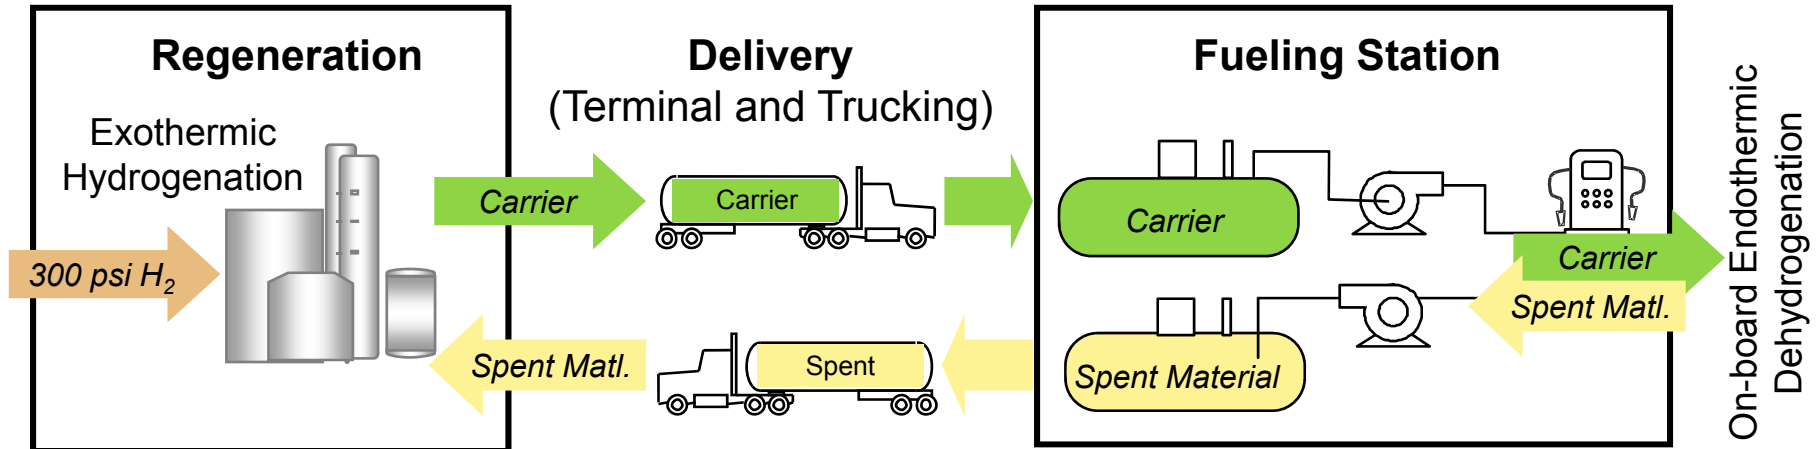 Regeneration
Exothermic
Hydrogenation
300 psi H₂
Carrier
Spent Matl.
Delivery
(Terminal and Trucking)
Carrier
Spent
Fueling Station
Carrier
Spent Material
Carrier
Spent Matl.
On-board Endothermic
Dehydrogenation